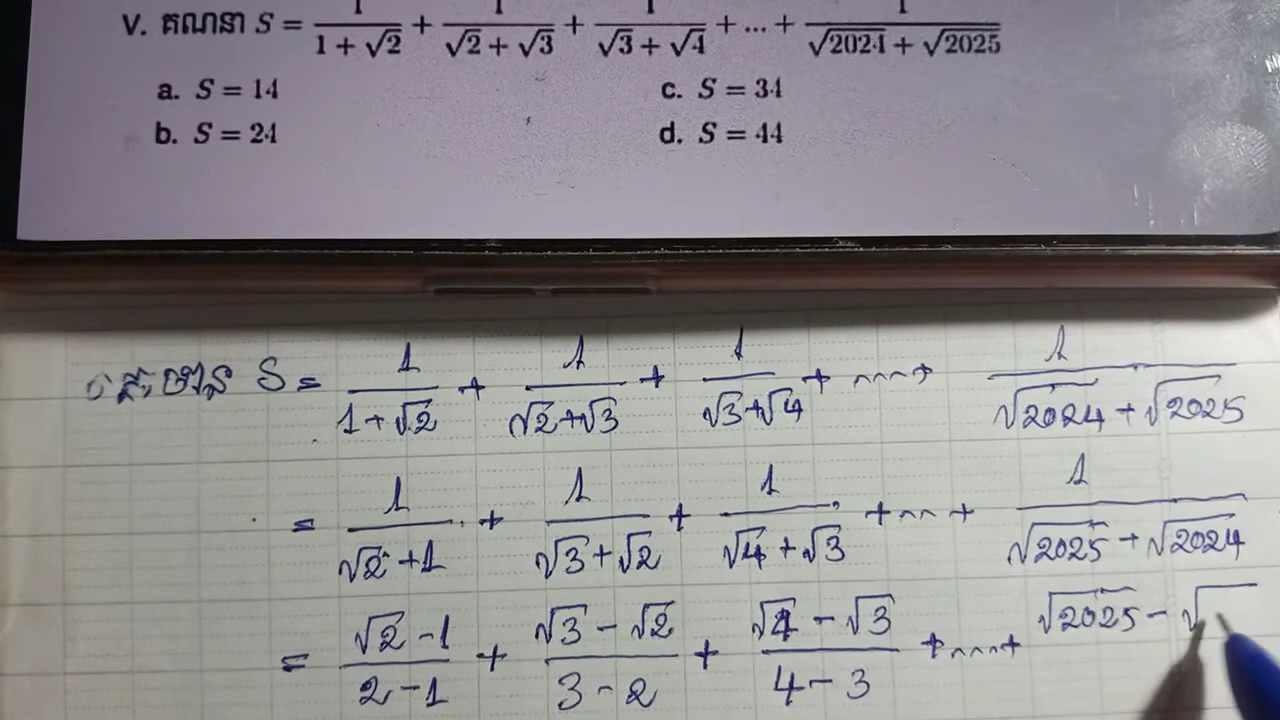 V. គណនា S = 1/(1 + √2) + 1/(√2 + √3) + 1/(√3 + √4) + ... + 1/(√2024 + √2025)
a. S = 14
c. S = 34
b. S = 24
d. S = 44
S = 1/(1+√2) + 1/(√2+√3) + 1/(√3+√4) + ... + 1/(√2024 + √2025)
= 1/(√2 +1) + 1/(√3+√2) + 1/(√4+√3) + ... + 1/(√2025 + √2024)
= (√2 -1)/(2-1) + (√3 - √2)/(3-2) + (√4 - √3)/(4-3) + .... + √2025 - √